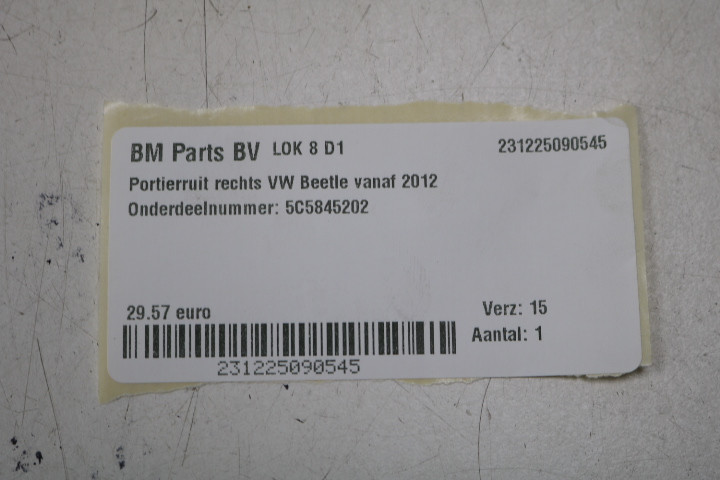 BM Parts BV LOK 8 D1 231225090545
Portierruit rechts VW Beetle vanaf 2012
Onderdeelnummer: 5C5845202
29.57 euro Verz: 15
Aantal: 1
231225090545